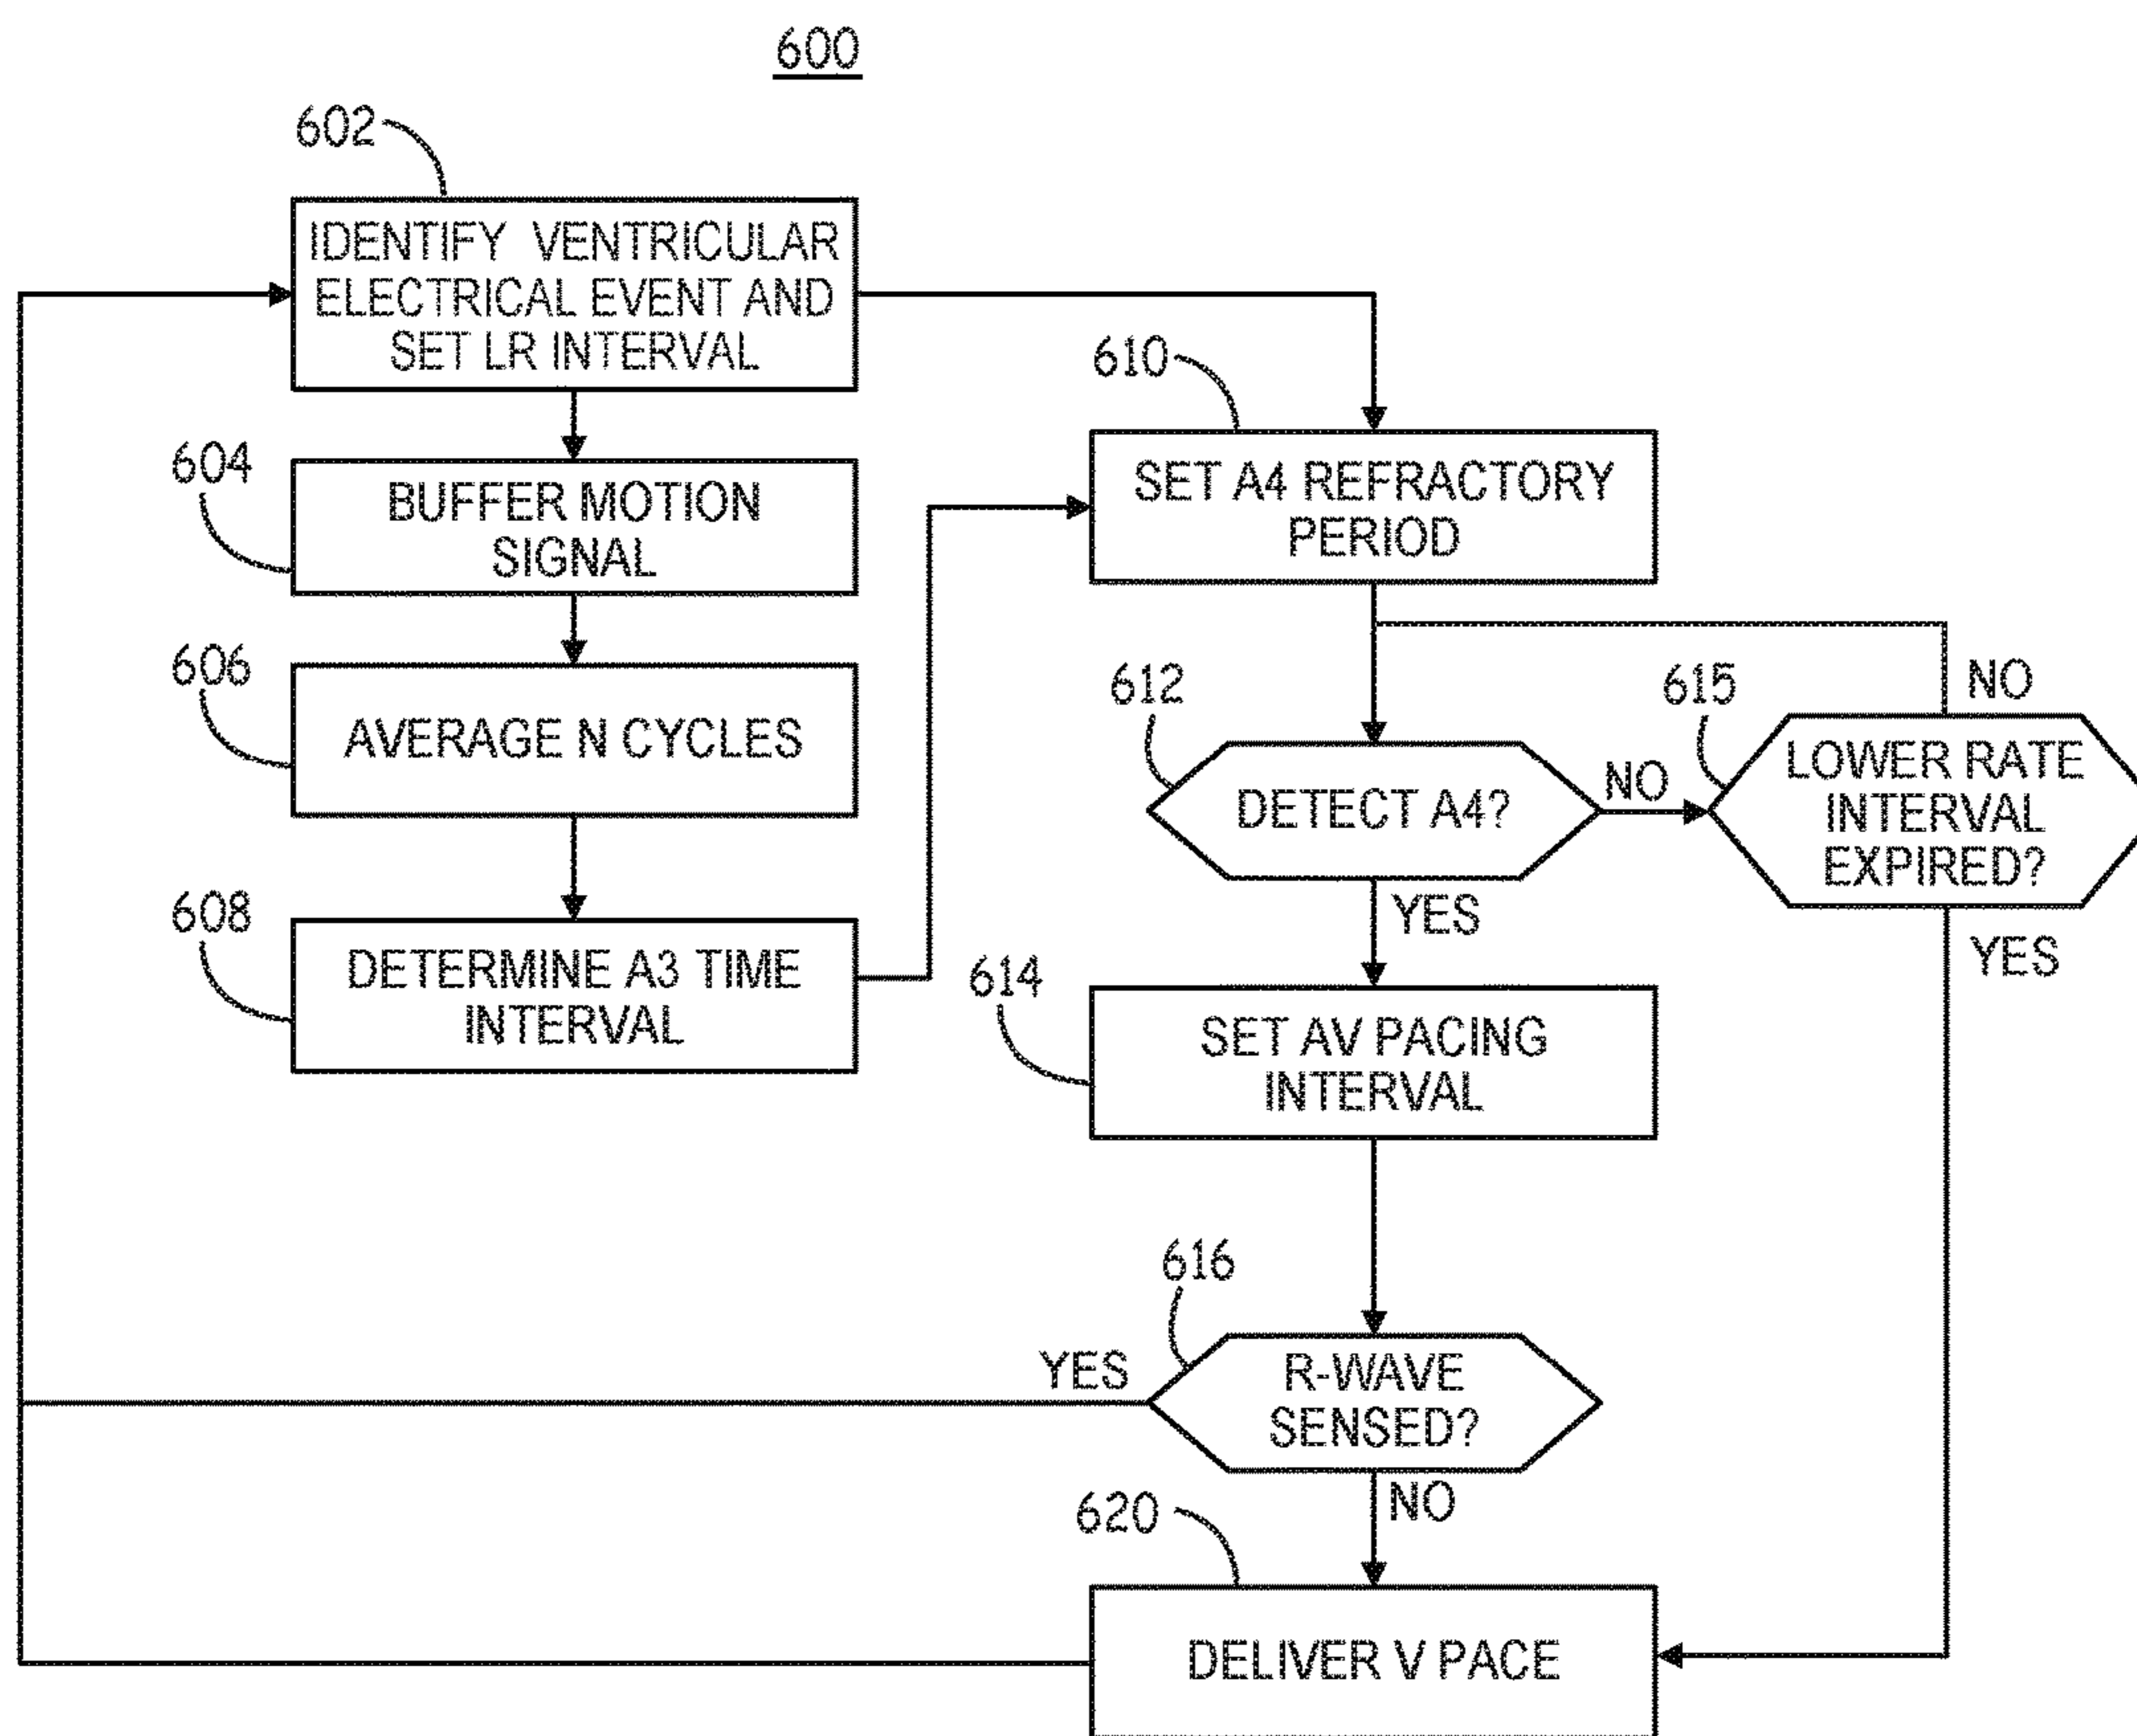 600
602
IDENTIFY VENTRICULAR
ELECTRICAL EVENT AND
SET LR INTERVAL
604
BUFFER MOTION
SIGNAL
606
AVERAGE N CYCLES
608
DETERMINE A3 TIME
INTERVAL
610
SET A4 REFRACTORY
PERIOD
612
DETECT A4?
NO
615
LOWER RATE
INTERVAL
EXPIRED?
NO
YES
YES
614
SET AV PACING
INTERVAL
616
R-WAVE
SENSED?
YES
NO
620
DELIVER V PACE